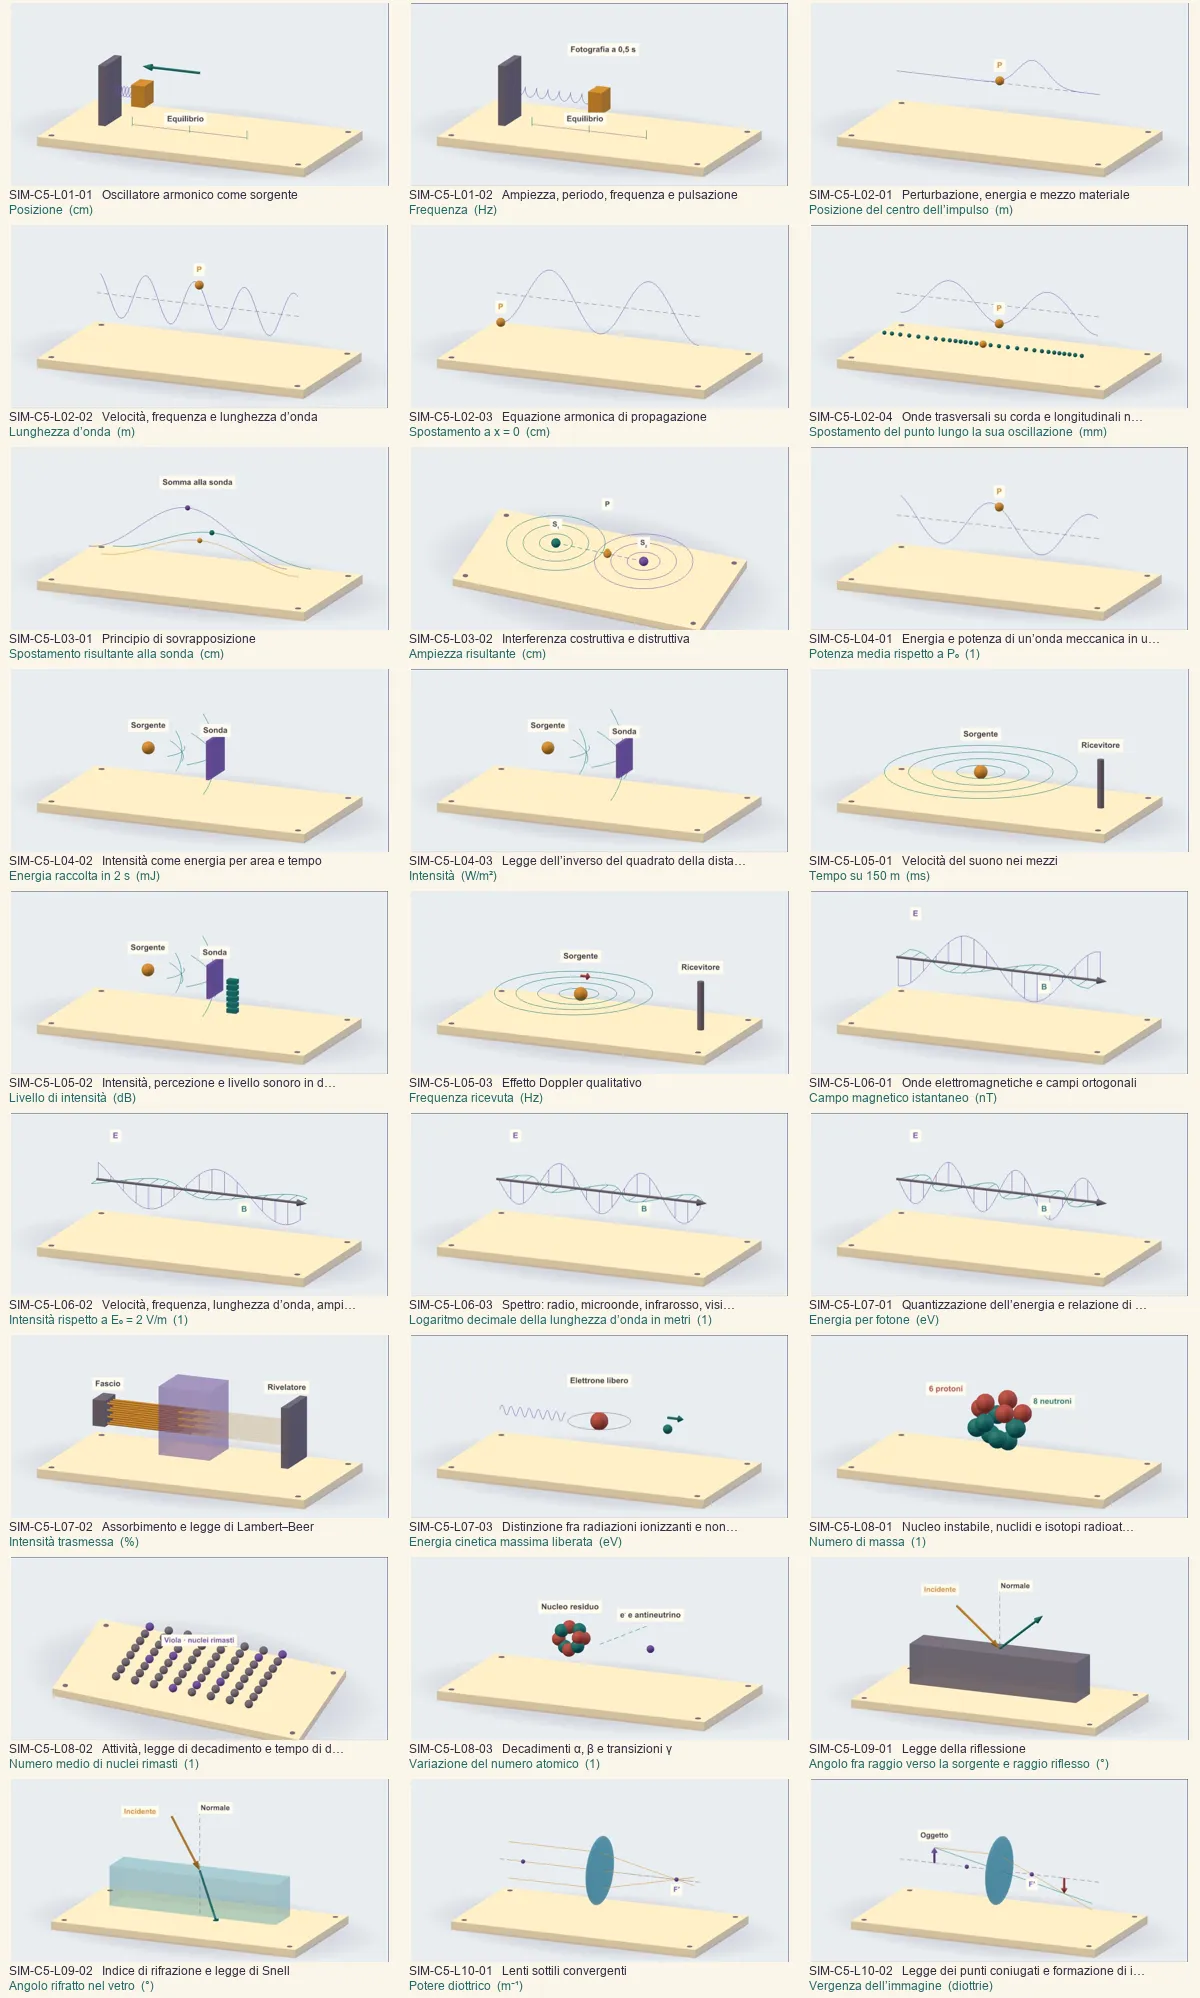 Fotografia a 0,5 s
P
Equilibrio
Equilibrio
SIM-C5-L01-01 Oscillatore armonico come sorgente
Posizione (cm)
SIM-C5-L01-02 Ampiezza, periodo, frequenza e pulsazione
Frequenza (Hz)
SIM-C5-L02-01 Perturbazione, energia e mezzo materiale
Posizione del centro dell'impulso (m)
P
P
P
SIM-C5-L02-02 Velocità, frequenza e lunghezza d'onda
Lunghezza d'onda (m)
SIM-C5-L02-03 Equazione armonica di propagazione
Spostamento a x = 0 (cm)
SIM-C5-L02-04 Onde trasversali su corda e longitudinali n…
Spostamento del punto lungo la sua oscillazione (mm)
Somma alla sonda
P
S₁
S₂
P
SIM-C5-L03-01 Principio di sovrapposizione
Spostamento risultante alla sonda (cm)
SIM-C5-L03-02 Interferenza costruttiva e distruttiva
Ampiezza risultante (cm)
SIM-C5-L04-01 Energia e potenza di un'onda meccanica in u…
Potenza media rispetto a P₀ (1)
Sorgente
Sonda
Sorgente
Sonda
Sorgente
Ricevitore
SIM-C5-L04-02 Intensità come energia per area e tempo
Energia raccolta in 2 s (mJ)
SIM-C5-L04-03 Legge dell'inverso del quadrato della dista…
Intensità (W/m²)
SIM-C5-L05-01 Velocità del suono nei mezzi
Tempo su 150 m (ms)
Sorgente
Sonda
Sorgente
Ricevitore
E
B
SIM-C5-L05-02 Intensità, percezione e livello sonoro in d…
Livello di intensità (dB)
SIM-C5-L05-03 Effetto Doppler qualitativo
Frequenza ricevuta (Hz)
SIM-C5-L06-01 Onde elettromagnetiche e campi ortogonali
Campo magnetico istantaneo (nT)
E
B
E
B
E
B
SIM-C5-L06-02 Velocità, frequenza, lunghezza d'onda, ampi…
Intensità rispetto a E₀ = 2 V/m (1)
SIM-C5-L06-03 Spettro: radio, microonde, infrarosso, visi…
Logaritmo decimale della lunghezza d'onda in metri (1)
SIM-C5-L07-01 Quantizzazione dell'energia e relazione di …
Energia per fotone (eV)
Fascio
Rivelatore
Elettrone libero
6 protoni
8 neutroni
SIM-C5-L07-02 Assorbimento e legge di Lambert–Beer
Intensità trasmessa (%)
SIM-C5-L07-03 Distinzione fra radiazioni ionizzanti e non…
Energia cinetica massima liberata (eV)
SIM-C5-L08-01 Nucleo instabile, nuclidi e isotopi radioat…
Numero di massa (1)
Viola · nuclei rimasti
Nucleo residuo
e⁻ e antineutrino
Incidente
Normale
SIM-C5-L08-02 Attività, legge di decadimento e tempo di d…
Numero medio di nuclei rimasti (1)
SIM-C5-L08-03 Decadimenti α, β e transizioni γ
Variazione del numero atomico (1)
SIM-C5-L09-01 Legge della riflessione
Angolo fra raggio verso la sorgente e raggio riflesso (°)
Incidente
Normale
F'
Oggetto
F'
SIM-C5-L09-02 Indice di rifrazione e legge di Snell
Angolo rifratto nel vetro (°)
SIM-C5-L10-01 Lenti sottili convergenti
Potere diottrico (m⁻¹)
SIM-C5-L10-02 Legge dei punti coniugati e formazione di i…
Vergenza dell'immagine (diottrie)